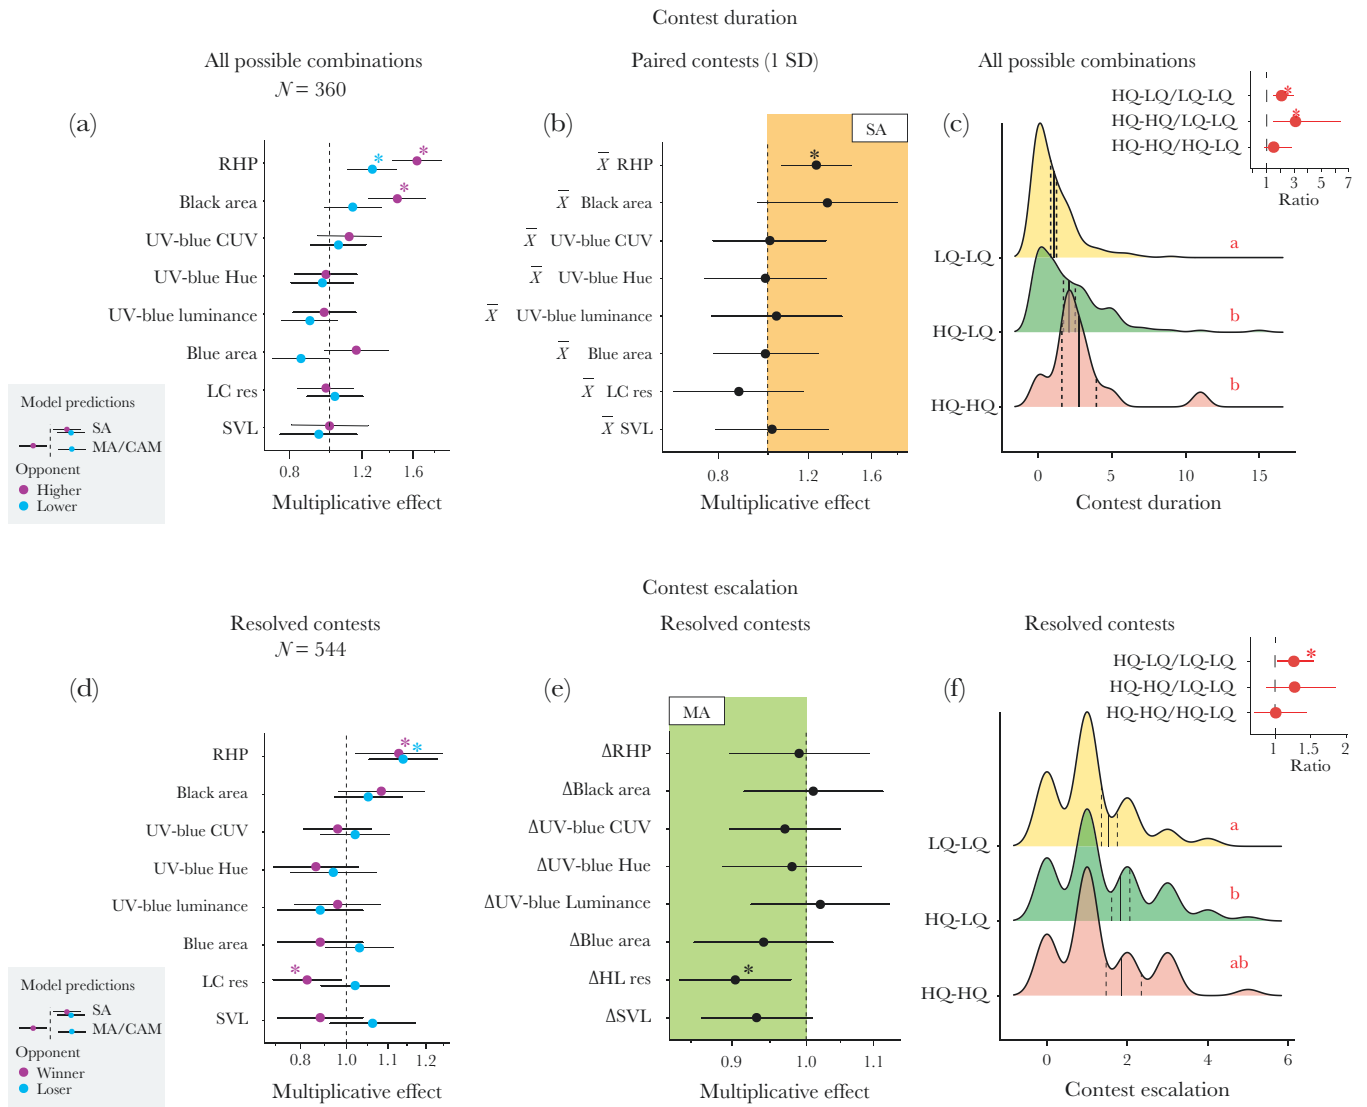 Contest duration
All possible combinations
N = 360
Paired contests (1 SD)
All possible combinations
(a)
RHP
Black area
UV-blue CUV
UV-blue Hue
UV-blue luminance
Blue area
LC res
SVL
* * *
0.8 1.2 1.6
Multiplicative effect
Model predictions
SA
MA/CAM
Opponent
Higher
Lower
(b)
SA
X̅ RHP
X̅ Black area
X̅ UV-blue CUV
X̅ UV-blue Hue
X̅ UV-blue luminance
X̅ Blue area
X̅ LC res
X̅ SVL
*
0.8 1.2 1.6
Multiplicative effect
(c)
HQ-LQ/LQ-LQ
HQ-HQ/LQ-LQ
HQ-HQ/HQ-LQ
* *
1 3 5 7
Ratio
LQ-LQ a
HQ-LQ b
HQ-HQ b
0 5 10 15
Contest duration
Contest escalation
Resolved contests
N = 544
Resolved contests
Resolved contests
(d)
RHP
Black area
UV-blue CUV
UV-blue Hue
UV-blue luminance
Blue area
LC res
SVL
* * *
0.8 1.0 1.1 1.2
Multiplicative effect
Model predictions
SA
MA/CAM
Opponent
Winner
Loser
(e)
MA
ΔRHP
ΔBlack area
ΔUV-blue CUV
ΔUV-blue Hue
ΔUV-blue Luminance
ΔBlue area
ΔHL res
ΔSVL
*
0.9 1.0 1.1
Multiplicative effect
(f)
HQ-LQ/LQ-LQ
HQ-HQ/LQ-LQ
HQ-HQ/HQ-LQ
*
1 1.5 2
Ratio
LQ-LQ a
HQ-LQ b
HQ-HQ ab
0 2 4 6
Contest escalation